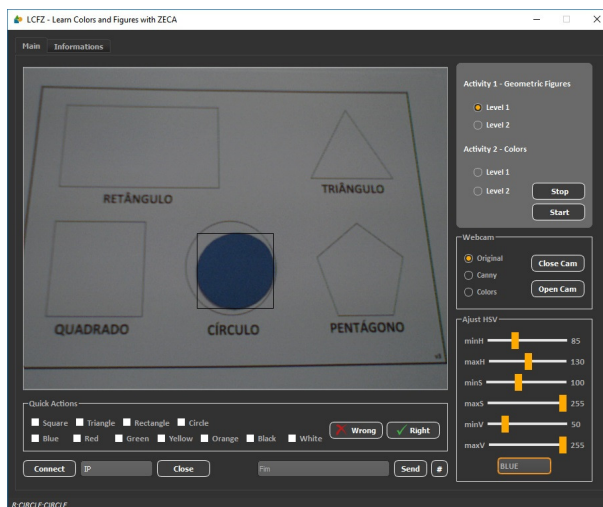 LCFZ - Learn Colors and Figures with ZECA
Main Informations
RETÂNGULO
TRIÂNGULO
QUADRADO
CÍRCULO
PENTÁGONO
Activity 1 - Geometric Figures
Level 1
Level 2
Activity 2 - Colors
Level 1
Level 2
Stop
Start
Webcam
Original
Canny
Colors
Close Cam
Open Cam
Ajust HSV
minH 85
maxH 130
minS 100
maxS 255
minV 50
maxV 255
BLUE
Quick Actions
Square Triangle Rectangle Circle
Blue Red Green Yellow Orange Black White
Wrong Right
Connect IP Close Fim Send #
R:CIRCLE:CIRCLE